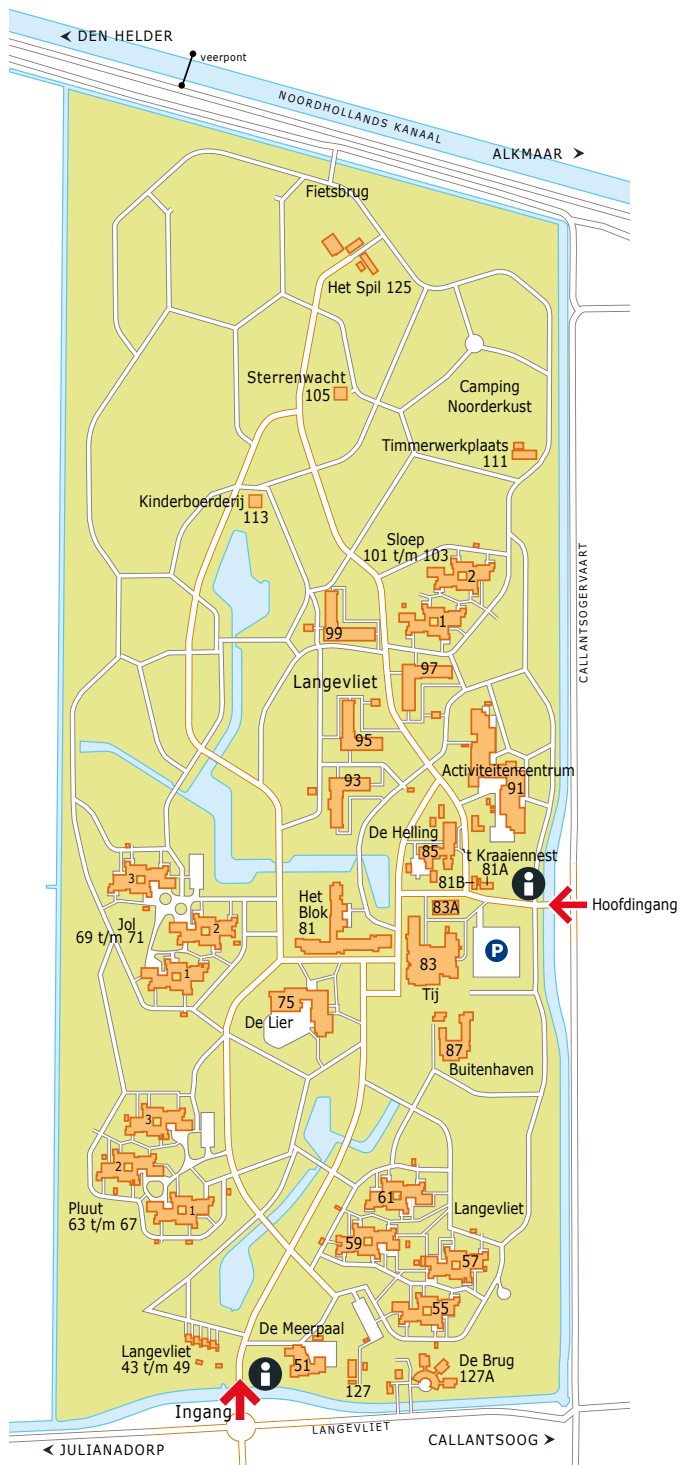 DEN HELDER
veerpont
NOORDHOLLANDS KANAAL
ALKMAAR
Fietsbrug
Het Spil 125
Sterrenwacht
105
Camping
Noorderkust
Timmerwerkplaats
111
Kinderboerderij
113
Sloep
101 t/m 103
2
1
99
CALLANTSOGERVAART
97
Langevliet
95
Activiteitencentrum
91
93
De Helling
85
't Kraaiennest
81A
81B
i
3
2
1
Jol
69 t/m 71
Het
Blok
81
83A
Hoofdingang
P
83
Tij
75
De Lier
87
Buitenhaven
3
2
1
Pluut
63 t/m 67
61
Langevliet
59
57
55
De Meerpaal
Langevliet
43 t/m 49
51
i
127
De Brug
127A
Ingang
LANGEVLIET
JULIANADORP
CALLANTSOOG